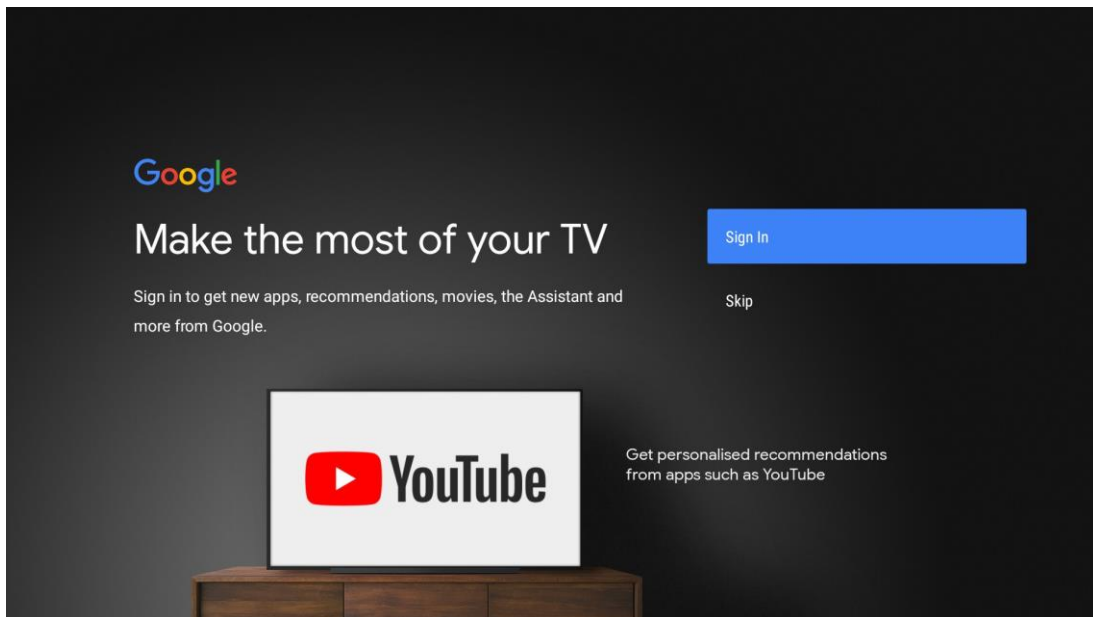 Google
Make the most of your TV
Sign in to get new apps, recommendations, movies, the Assistant and
more from Google.
Sign In
Skip
YouTube
Get personalised recommendations
from apps such as YouTube